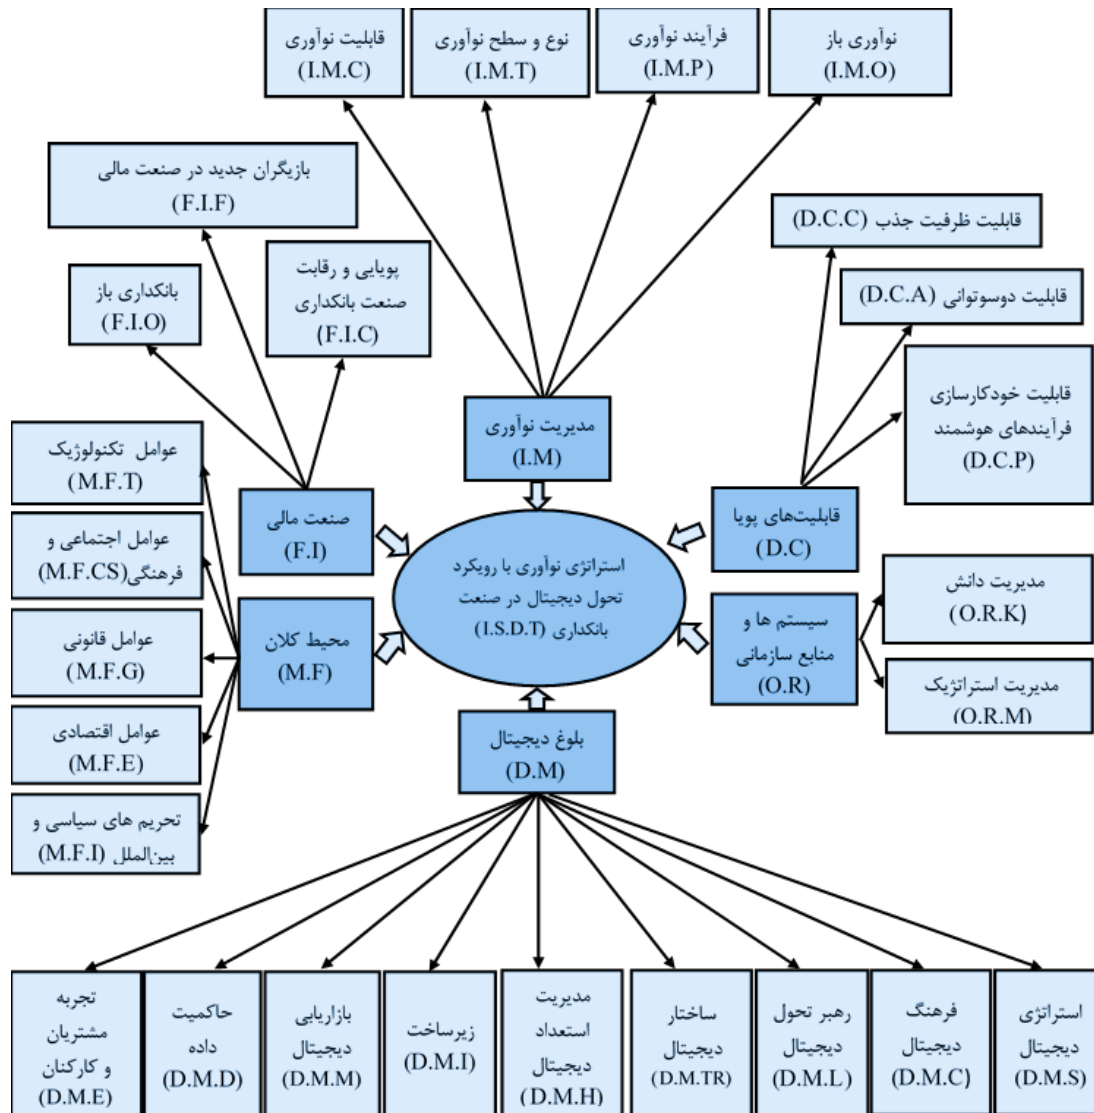 نوآوری باز
(I.M.O)
فرآیند نوآوری
(I.M.P)
نوع و سطح نوآوری
(I.M.T)
قابلیت نوآوری
(I.M.C)
بازیگران جدید در صنعت مالی
(F.I.F)
قابلیت ظرفیت جذب (D.C.C)
پویایی و رقابت
صنعت بانکداری
(F.I.C)
بانکداری باز
(F.I.O)
قابلیت دوسوتوانی (D.C.A)
قابلیت خودکارسازی
فرآیندهای هوشمند
(D.C.P)
مدیریت نوآوری
(I.M)
عوامل تکنولوژیک
(M.F.T)
قابلیت‌های پویا
(D.C)
صنعت مالی
(F.I)
عوامل اجتماعی و
فرهنگی(M.F.CS)
استراتژی نوآوری با رویکرد
تحول دیجیتال در صنعت
بانکداری (I.S.D.T)
مدیریت دانش
(O.R.K)
سیستم ها و
منابع سازمانی
(O.R)
محیط کلان
(M.F)
عوامل قانونی
(M.F.G)
مدیریت استراتژیک
(O.R.M)
بلوغ دیجیتال
(D.M)
عوامل اقتصادی
(M.F.E)
تحریم های سیاسی و
بین‌الملل (M.F.I)
استراتژی
دیجیتال
(D.M.S)
فرهنگ
دیجیتال
(D.M.C)
رهبر تحول
دیجیتال
(D.M.L)
ساختار
دیجیتال
(D.M.TR)
مدیریت
استعداد
دیجیتال
(D.M.H)
زیرساخت
(D.M.I)
بازاریابی
دیجیتال
(D.M.M)
حاکمیت
داده
(D.M.D)
تجربه
مشتریان
و کارکنان
(D.M.E)